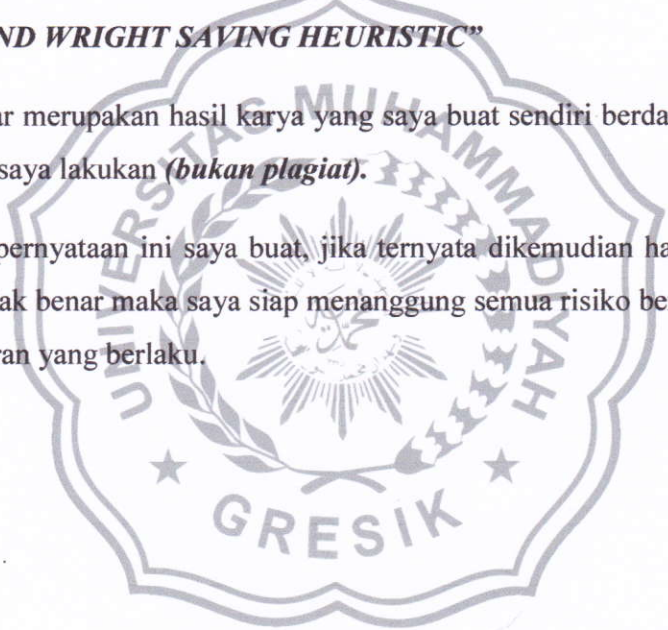 ND WRIGHT SAVING HEURISTIC”
ar merupakan hasil karya yang saya buat sendiri berda
saya lakukan (bukan plagiat).
pernyataan ini saya buat, jika ternyata dikemudian ha
ak benar maka saya siap menanggung semua risiko be
ran yang berlaku.
UNIVERSITAS MUHAMMADIYAH
GRESIK